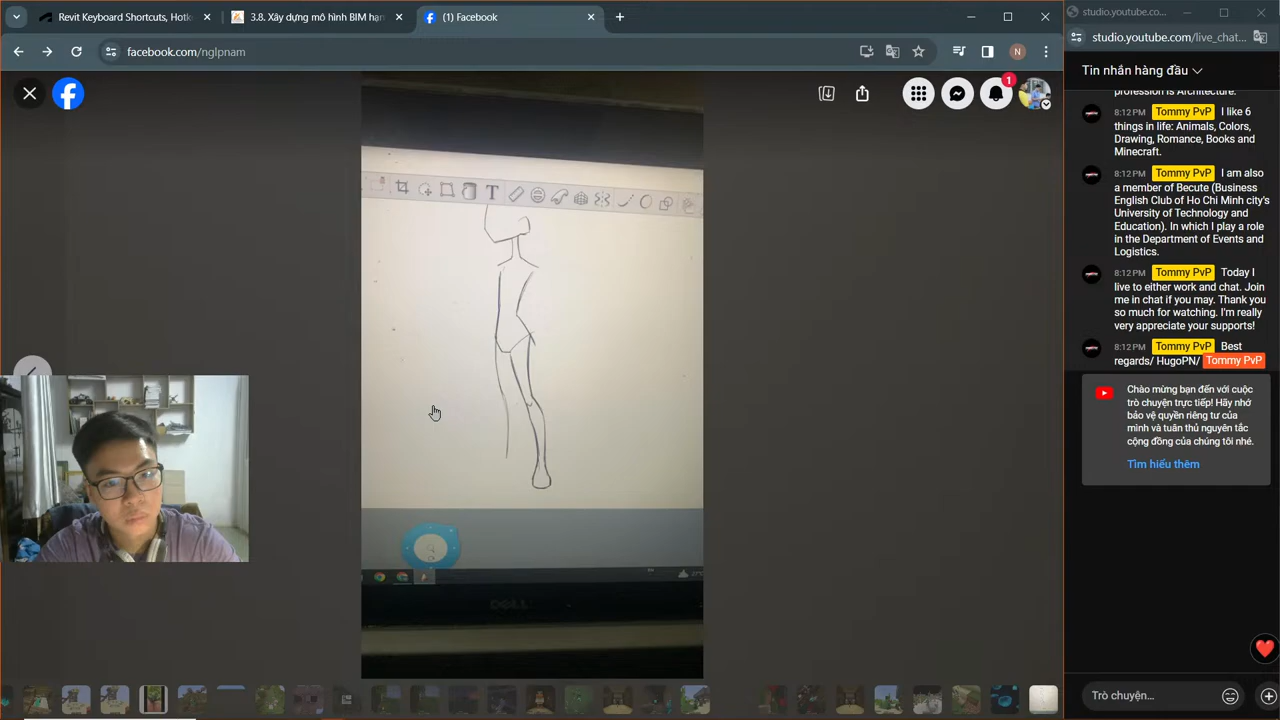 Revit Keyboard Shortcuts, Hotk
3.8. Xây dựng mô hình BIM hạn
(1) Facebook
facebook.com/nglpnam
N
1
T
DELL
studio.youtube.co...
studio.youtube.com/live_chat...
Tin nhắn hàng đầu
profession is Architecture.
8:12 PM Tommy PvP I like 6
things in life: Animals, Colors,
Drawing, Romance, Books and
Minecraft.
8:12 PM Tommy PvP I am also
a member of Becute (Business
English Club of Ho Chi Minh city's
University of Technology and
Education). In which I play a role
in the Department of Events and
Logistics.
8:12 PM Tommy PvP Today I
live to either work and chat. Join
me in chat if you may. Thank you
so much for watching. I'm really
very appreciate your supports!
8:12 PM Tommy PvP Best
regards/ HugoPN/ Tommy PvP
Chào mừng bạn đến với cuộc
trò chuyện trực tiếp! Hãy nhớ
bảo vệ quyền riêng tư của
mình và tuân thủ nguyên tắc
cộng đồng của chúng tôi nhé.
Tìm hiểu thêm
Trò chuyện...